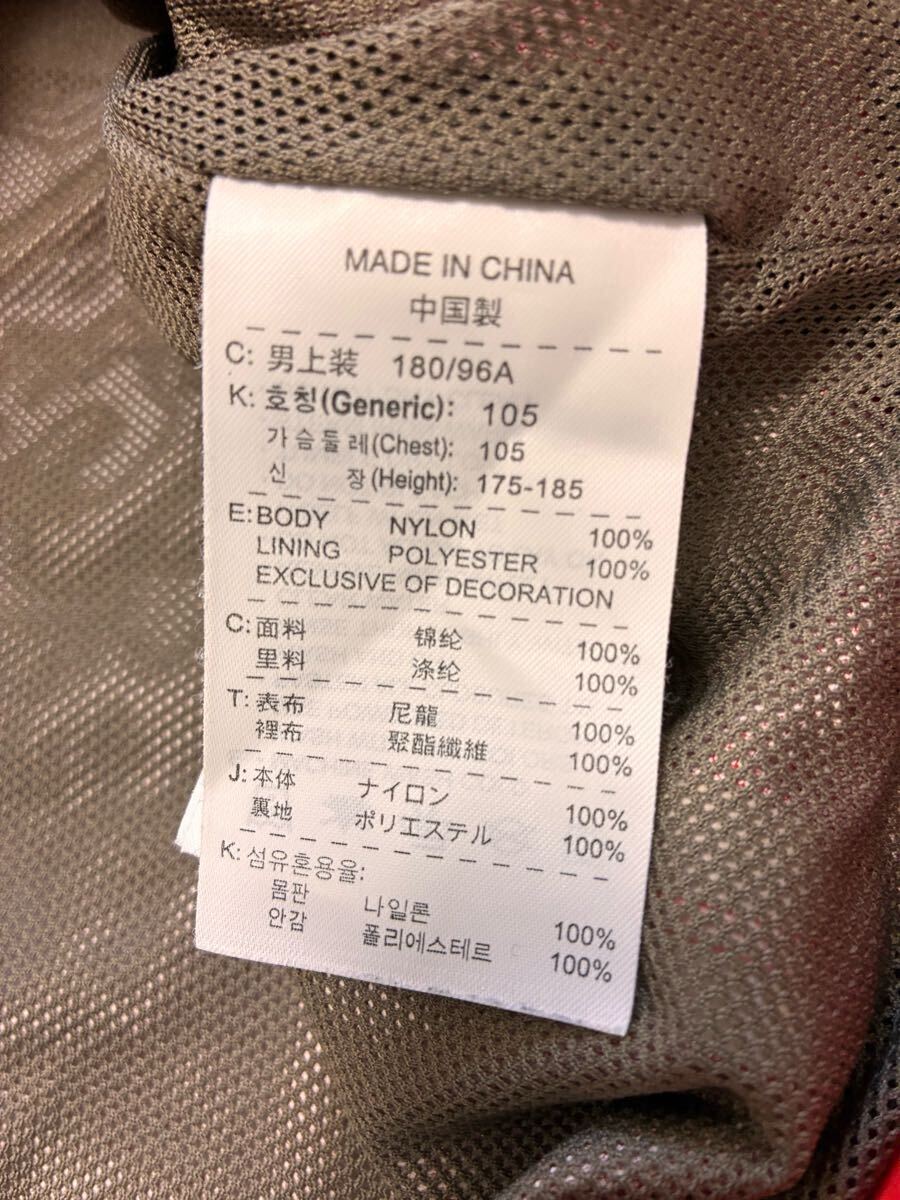 MADE IN CHINA
中国製
C: 男上装 180/96A
K: 호칭(Generic): 105
가슴둘레(Chest): 105
신 장(Height): 175-185
E: BODY NYLON 100%
LINING POLYESTER 100%
EXCLUSIVE OF DECORATION
C: 面料 锦纶 100%
里料 涤纶 100%
T: 表布 尼龍 100%
裡布 聚酯纖維 100%
J: 本体 ナイロン 100%
裏地 ポリエステル 100%
K: 섬유혼용율:
몸판 나일론 100%
안감 폴리에스테르 100%